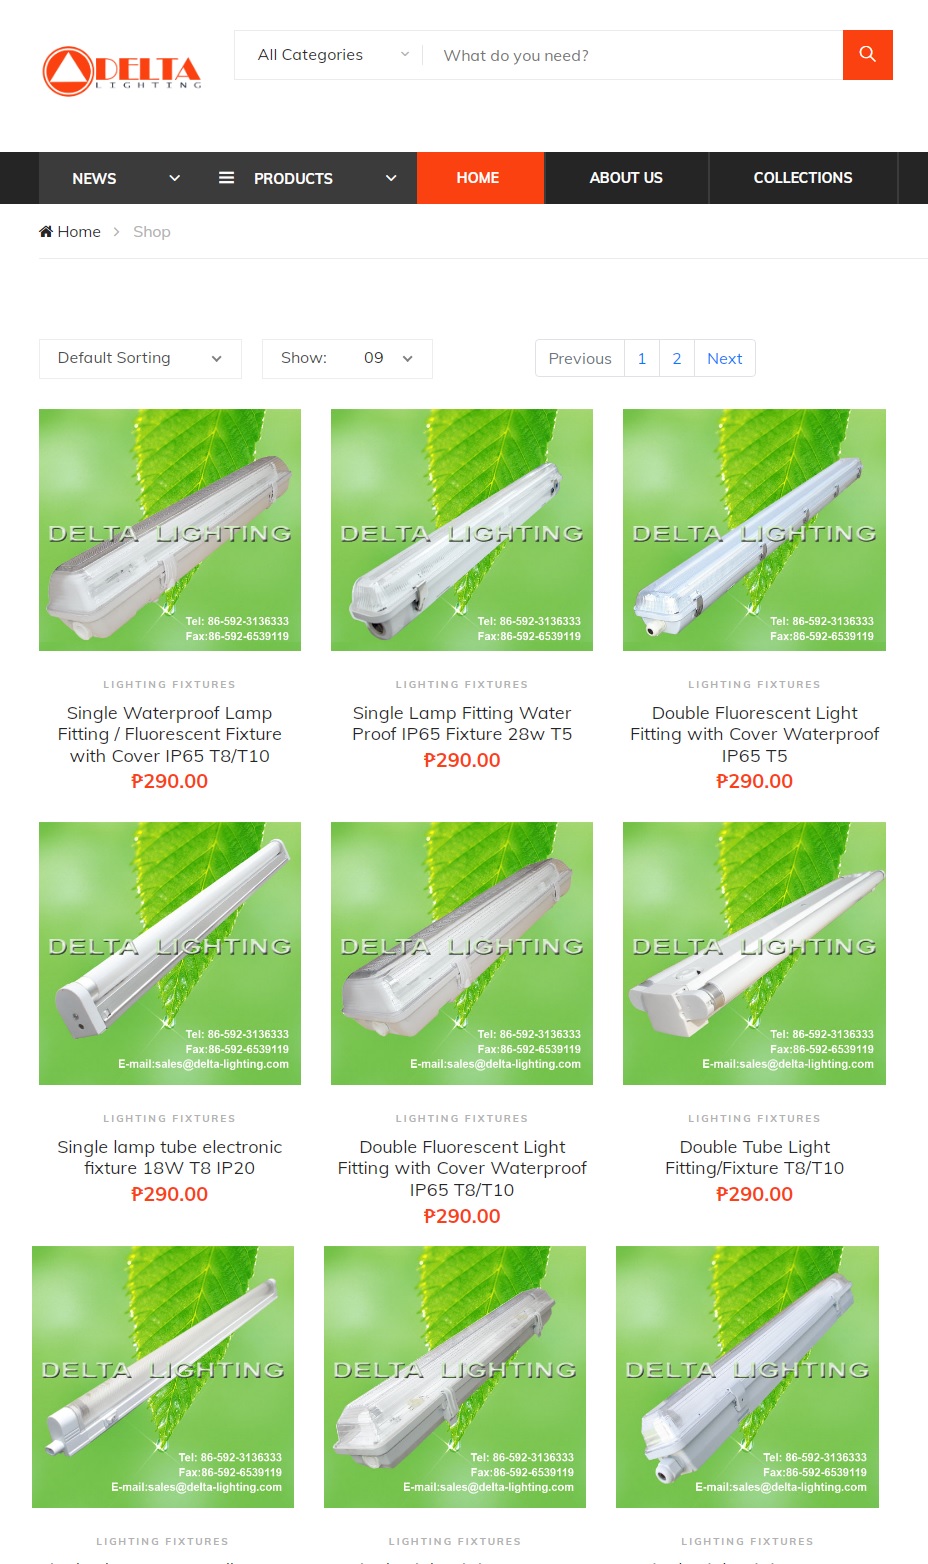 DELTA
LIGHTING
All Categories
What do you need?
NEWS
PRODUCTS
HOME
ABOUT US
COLLECTIONS
Home
Shop
Default Sorting
Show: 09
Previous 1 2 Next
DELTA LIGHTING
Tel: 86-592-3136333
Fax:86-592-6539119
DELTA LIGHTING
Tel: 86-592-3136333
Fax:86-592-6539119
DELTA LIGHTING
Tel: 86-592-3136333
Fax:86-592-6539119
LIGHTING FIXTURES
Single Waterproof Lamp
Fitting / Fluorescent Fixture
with Cover IP65 T8/T10
₱290.00
LIGHTING FIXTURES
Single Lamp Fitting Water
Proof IP65 Fixture 28w T5
₱290.00
LIGHTING FIXTURES
Double Fluorescent Light
Fitting with Cover Waterproof
IP65 T5
₱290.00
DELTA LIGHTING
Tel: 86-592-3136333
Fax:86-592-6539119
E-mail:sales@delta-lighting.com
DELTA LIGHTING
Tel: 86-592-3136333
Fax:86-592-6539119
E-mail:sales@delta-lighting.com
DELTA LIGHTING
Tel: 86-592-3136333
Fax:86-592-6539119
E-mail:sales@delta-lighting.com
LIGHTING FIXTURES
Single lamp tube electronic
fixture 18W T8 IP20
₱290.00
LIGHTING FIXTURES
Double Fluorescent Light
Fitting with Cover Waterproof
IP65 T8/T10
₱290.00
LIGHTING FIXTURES
Double Tube Light
Fitting/Fixture T8/T10
₱290.00
DELTA LIGHTING
Tel: 86-592-3136333
Fax:86-592-6539119
E-mail:sales@delta-lighting.com
DELTA LIGHTING
Tel: 86-592-3136333
Fax:86-592-6539119
E-mail:sales@delta-lighting.com
DELTA LIGHTING
Tel: 86-592-3136333
Fax:86-592-6539119
E-mail:sales@delta-lighting.com
LIGHTING FIXTURES
LIGHTING FIXTURES
LIGHTING FIXTURES